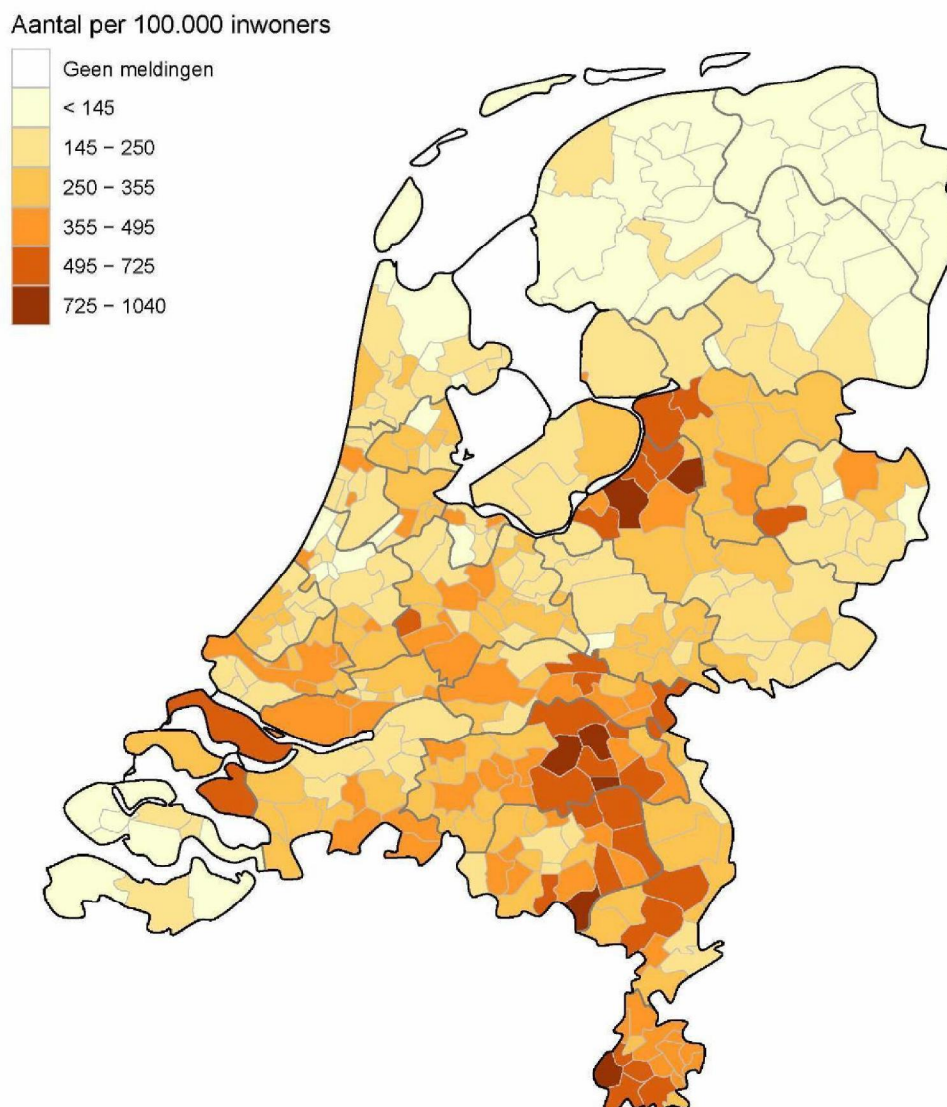 Aantal per 100.000 inwoners
Geen meldingen
< 145
145 − 250
250 − 355
355 − 495
495 − 725
725 − 1040